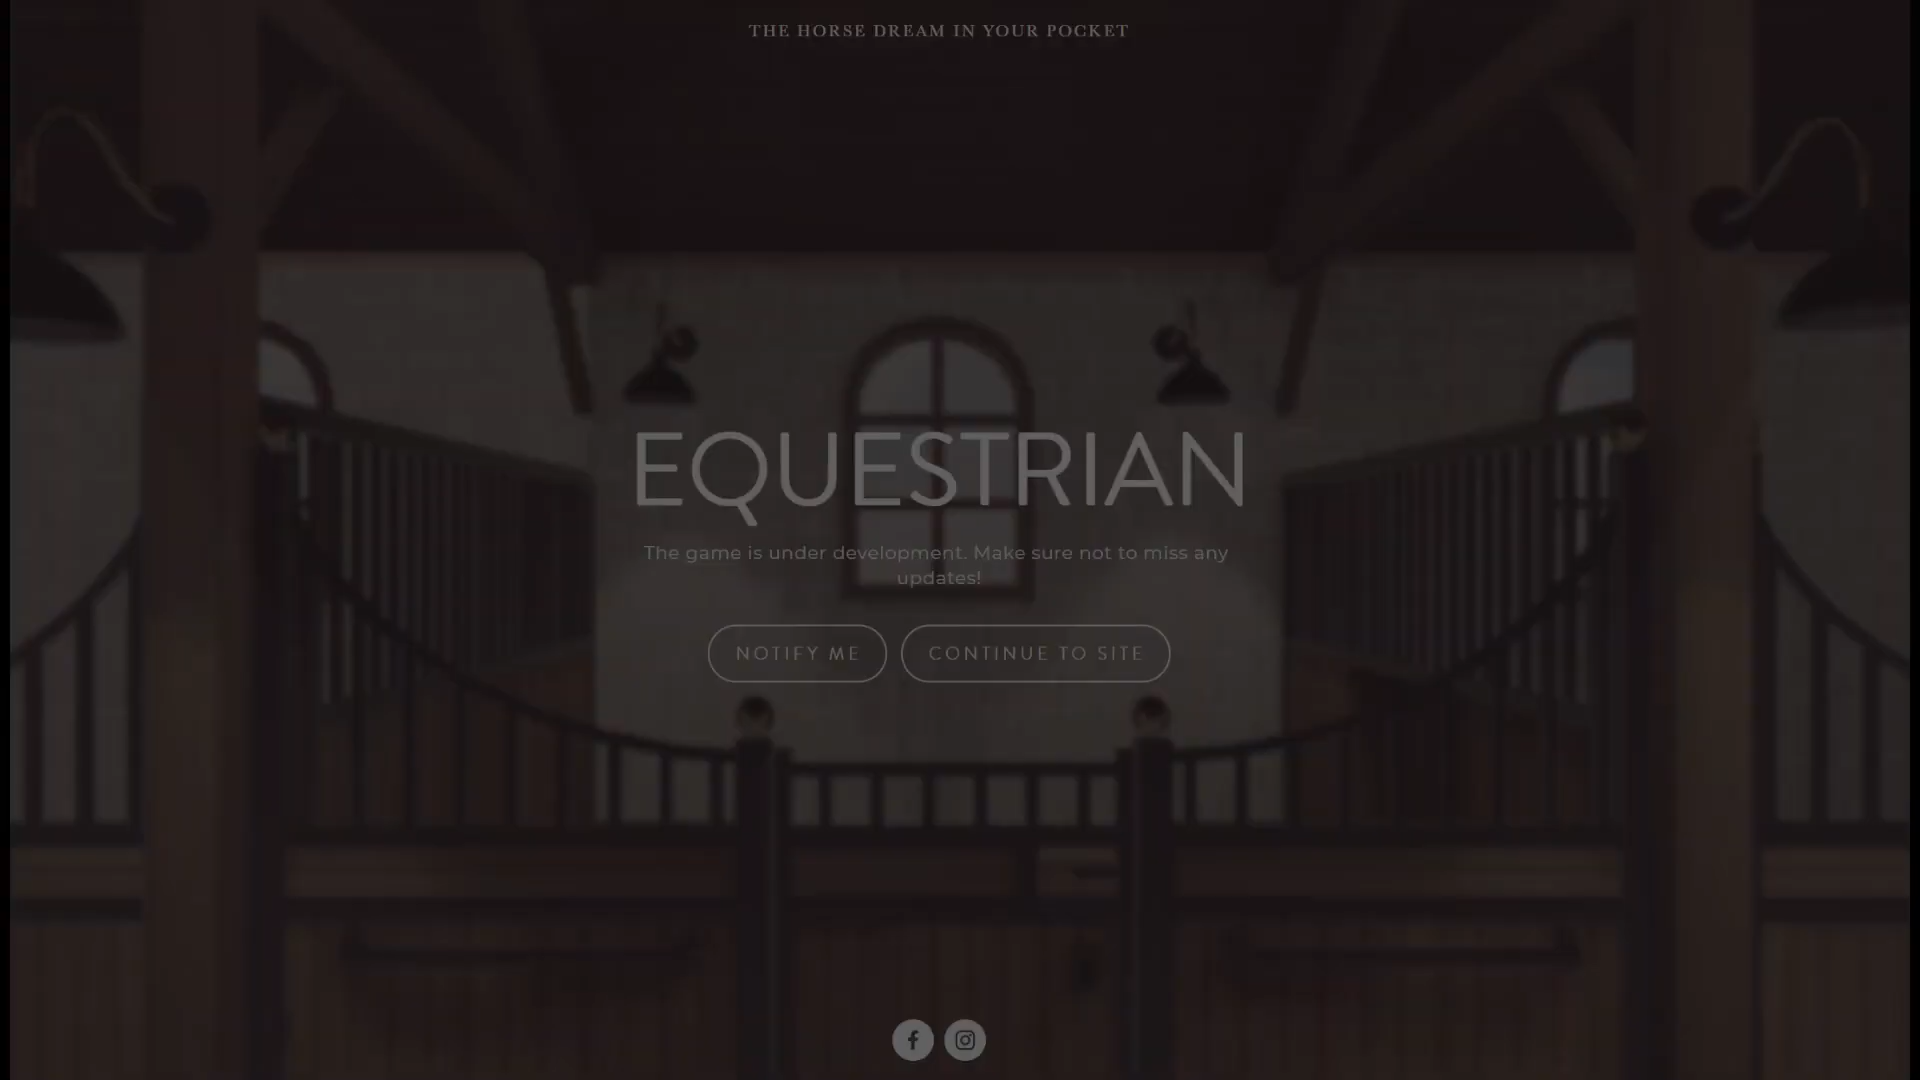 THE HORSE DREAM IN YOUR POCKET
EQUESTRIAN
The game is under development. Make sure not to miss any
updates!
NOTIFY ME
CONTINUE TO SITE